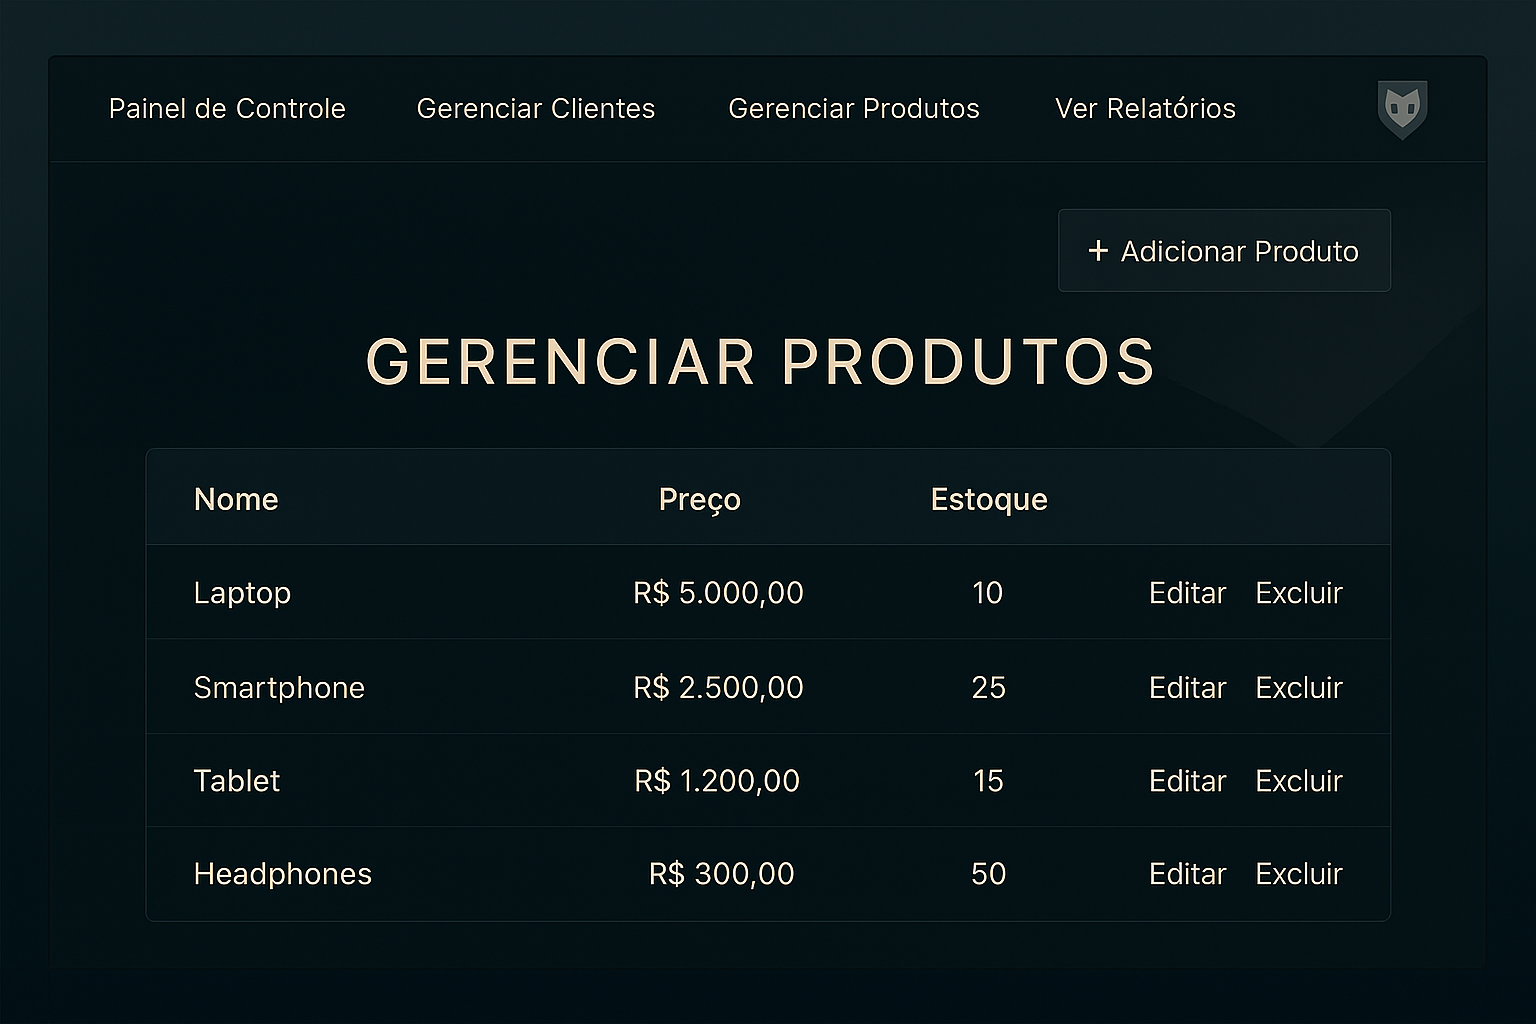 Painel de Controle Gerenciar Clientes Gerenciar Produtos Ver Relatórios
+ Adicionar Produto
GERENCIAR PRODUTOS
Nome Preço Estoque
Laptop R$ 5.000,00 10 Editar Excluir
Smartphone R$ 2.500,00 25 Editar Excluir
Tablet R$ 1.200,00 15 Editar Excluir
Headphones R$ 300,00 50 Editar Excluir